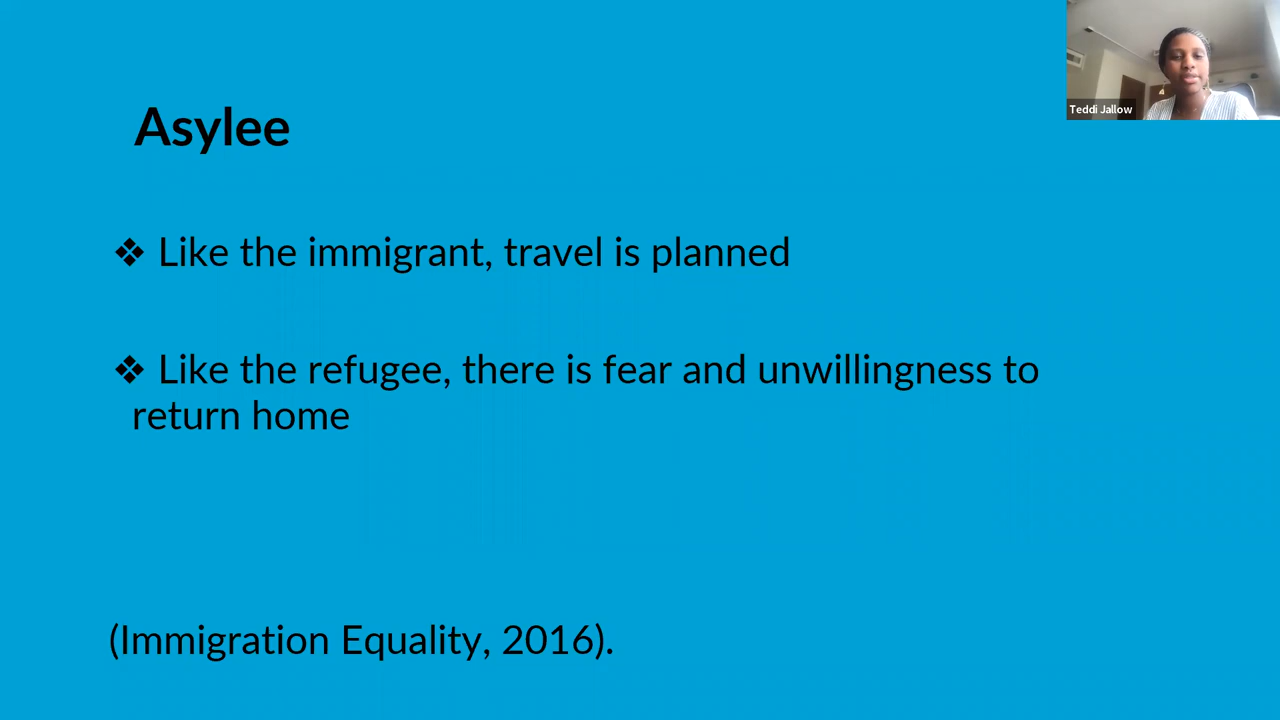 Teddi Jallow
Asylee
❖ Like the immigrant, travel is planned
❖ Like the refugee, there is fear and unwillingness to
return home
(Immigration Equality, 2016).